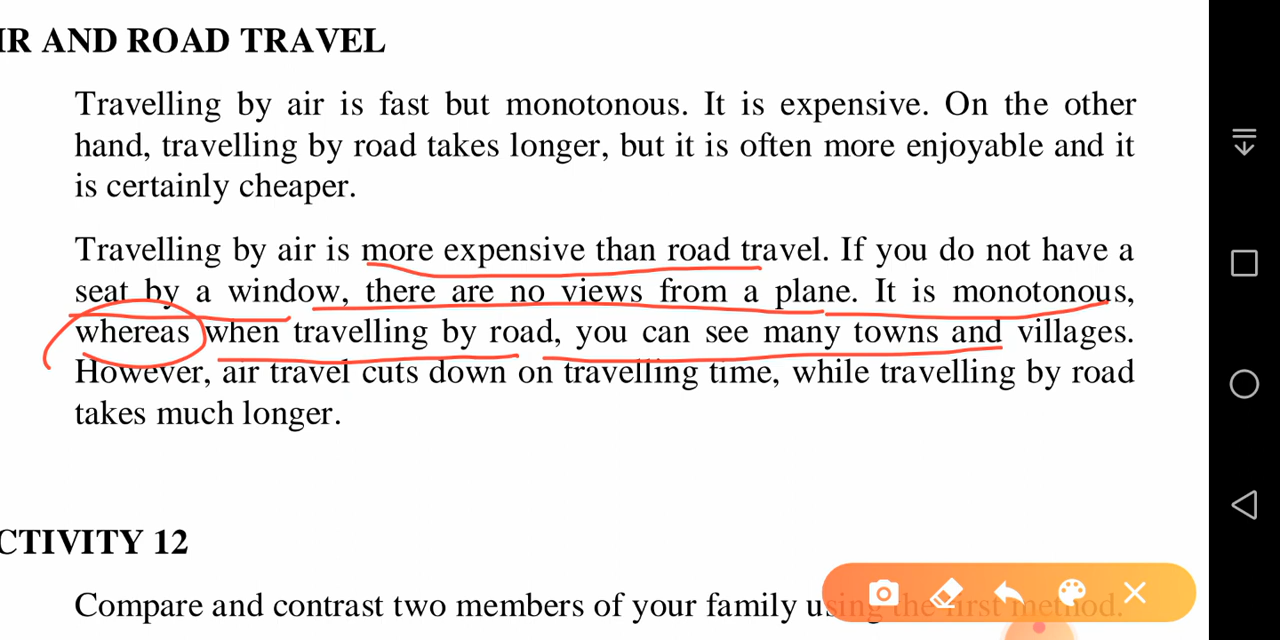 IR AND ROAD TRAVEL
Travelling by air is fast but monotonous. It is expensive. On the other
hand, travelling by road takes longer, but it is often more enjoyable and it
is certainly cheaper.
Travelling by air is more expensive than road travel. If you do not have a
seat by a window, there are no views from a plane. It is monotonous,
whereas when travelling by road, you can see many towns and villages.
However, air travel cuts down on travelling time, while travelling by road
takes much longer.
CTIVITY 12
Compare and contrast two members of your family using the first method.